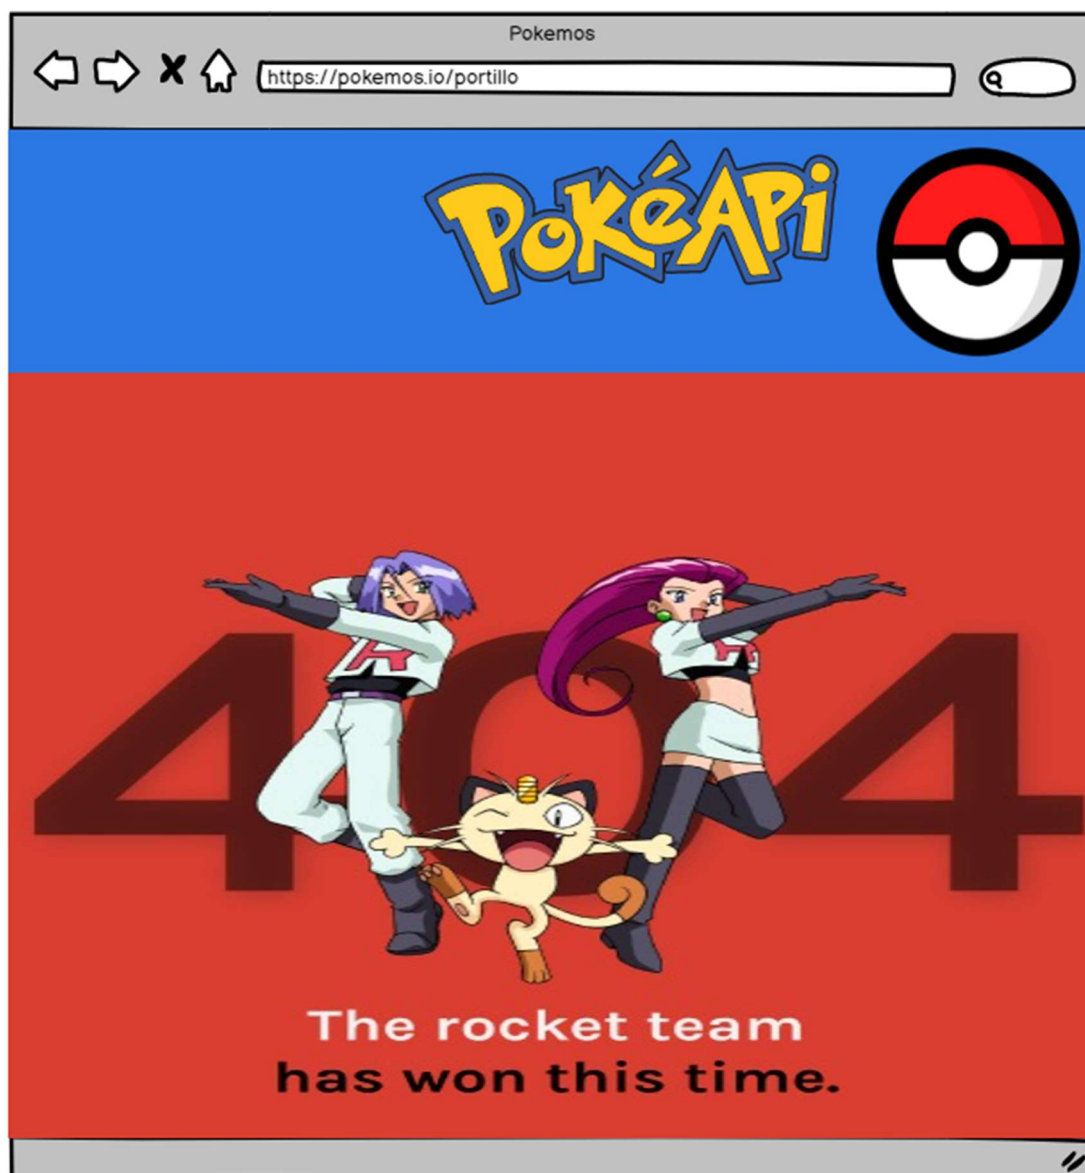 Pokemos
https://pokemos.io/portillo
PokéAPi
R
R
404
The rocket team
has won this time.